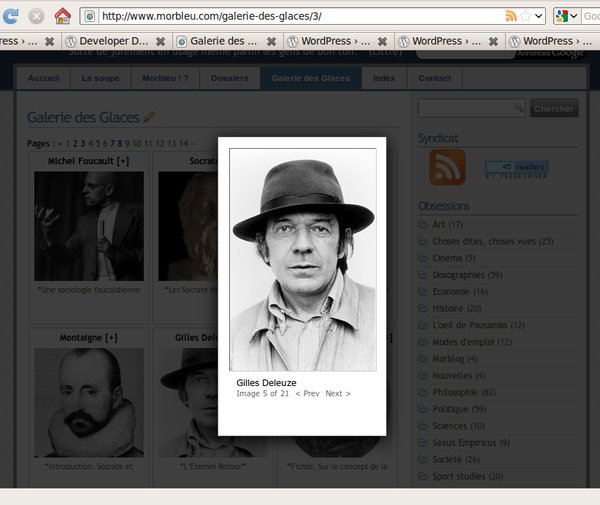 http://www.morbleu.com/galerie-des-glaces/3/
ress › ...
Developer D...
Galerie des ...
WordPress › ...
WordPress › ...
WordPress › ...
Sorte de jurement en usage même parmi les gens de bon ton. (Littré)
Annonces Google
Accueil La soupe Morbleu ! ? Dossiers Galerie des Glaces Index Contact
Galerie des Glaces
Pages : « 1 2 3 4 5 6 7 8 9 10 11 12 13 14 -
Michel Foucault [+]
Socrate
"Une sociologie foucaldienne
"Les Socrate de
Montaigne [+]
Gilles Dele
"Introduction. Socrate et
"L'Eternel Retour"
"Fichte, Sur le concept de la
Gilles Deleuze
Image 5 of 21 < Prev Next >
Chercher
Syndicat
45 readers
BY FEEDBURNER
Obsessions
Art (17)
Choses dites, choses vues (25)
Cinéma (5)
Doxographies (59)
Economie (16)
Histoire (20)
L'oeil de Pausanias (12)
Modes d'emploi (12)
Morblog (4)
Nouvelles (4)
Philosophie (82)
Politique (59)
Sciences (10)
Sexus Empiricus (9)
Société (26)
Sport studies (20)